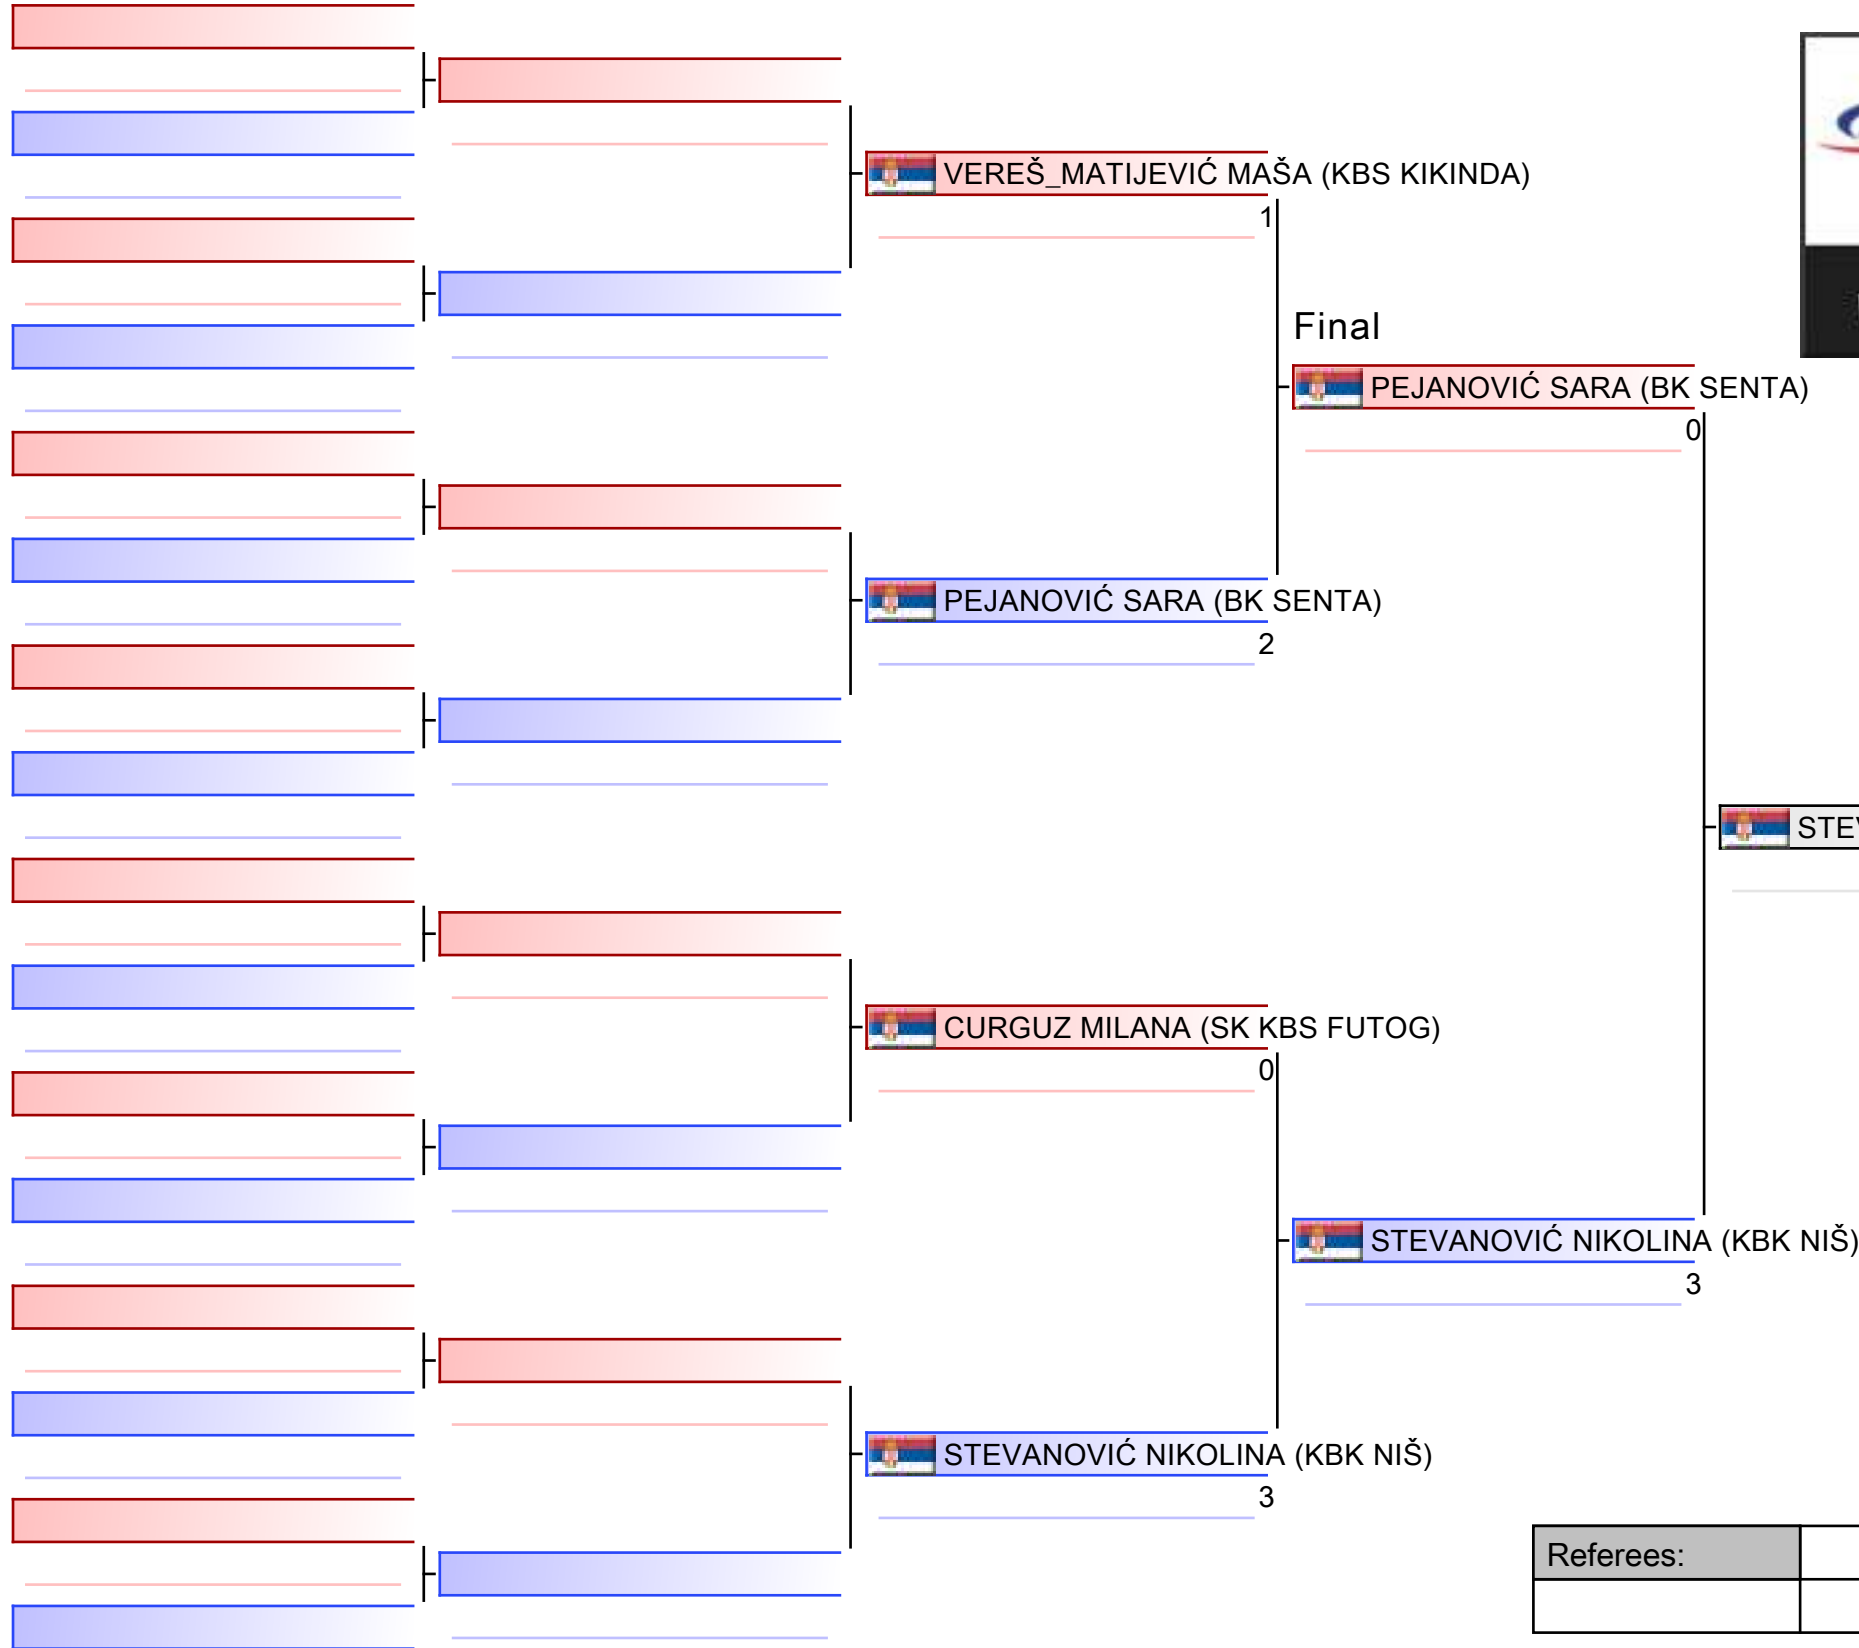 VEREŠ_MATIJEVIĆ MAŠA (KBS KIKINDA)
1
Final
PEJANOVIĆ SARA (BK SENTA)
0
PEJANOVIĆ SARA (BK SENTA)
2
STEV
CURGUZ MILANA (SK KBS FUTOG)
0
STEVANOVIĆ NIKOLINA (KBK NIŠ)
3
STEVANOVIĆ NIKOLINA (KBK NIŠ)
3
Referees: